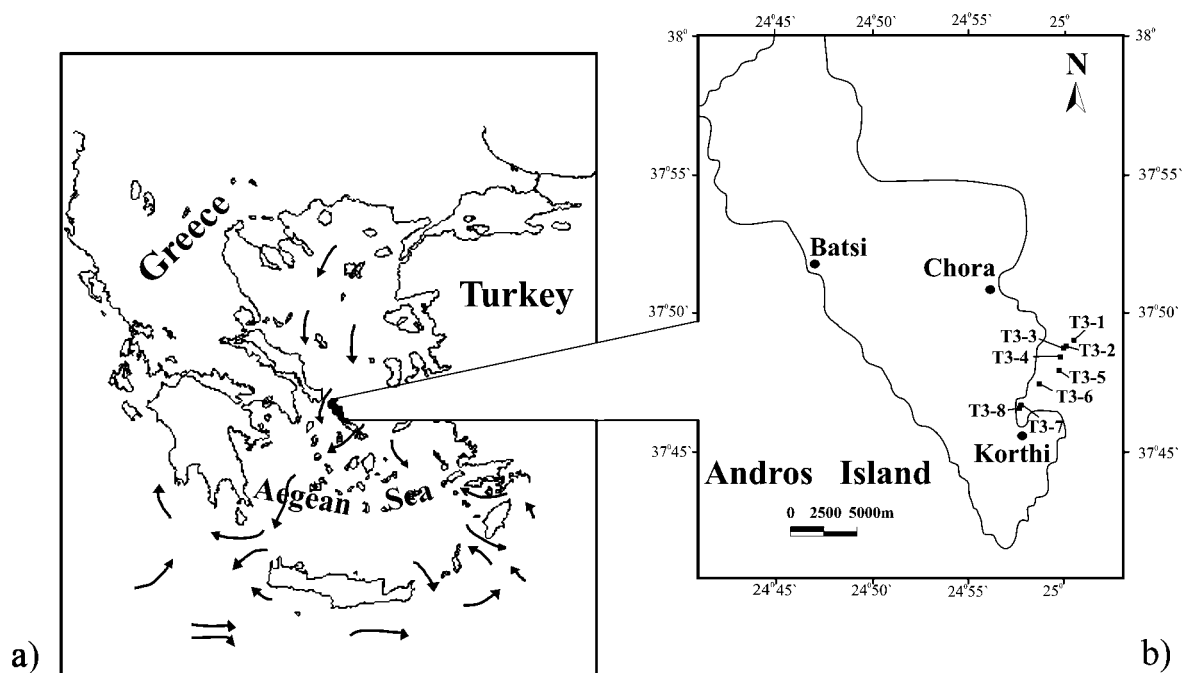 Greece
Turkey
Aegean Sea
a)
24°45' 24°50' 24°55' 25°
38° 38°
N
37°55' 37°55'
Batsi
Chora
37°50' 37°50'
T3-1
T3-3
T3-2
T3-4
T3-5
T3-6
T3-8
T3-7
Korthi
37°45' 37°45'
Andros Island
0 2500 5000m
24°45' 24°50' 24°55' 25°
b)